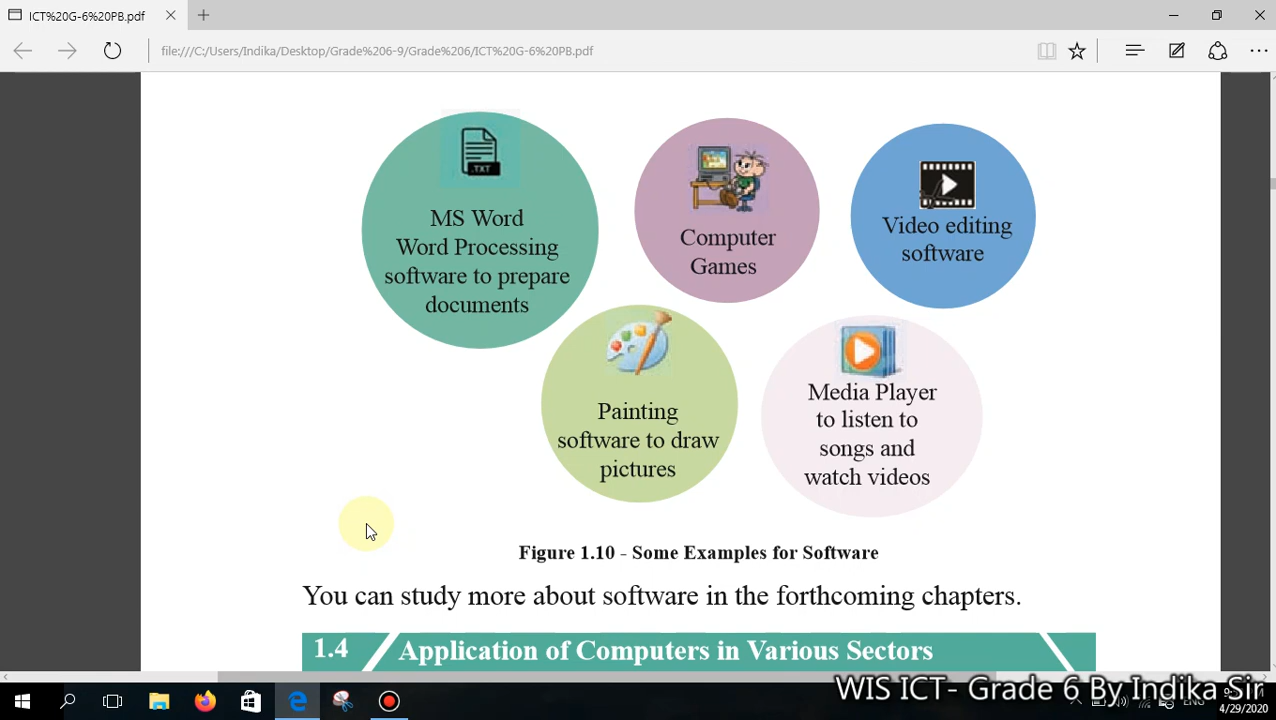 ICT%20G-6%20PB.pdf
file:///C:/Users/Indika/Desktop/Grade%206-9/Grade%206/ICT%20G-6%20PB.pdf
.TXT
MS Word
Word Processing
software to prepare
documents
Computer
Games
Video editing
software
Painting
software to draw
pictures
Media Player
to listen to
songs and
watch videos
Figure 1.10 - Some Examples for Software
You can study more about software in the forthcoming chapters.
1.4 Application of Computers in Various Sectors
WIS ICT- Grade 6 By Indika Sir
4/29/2020